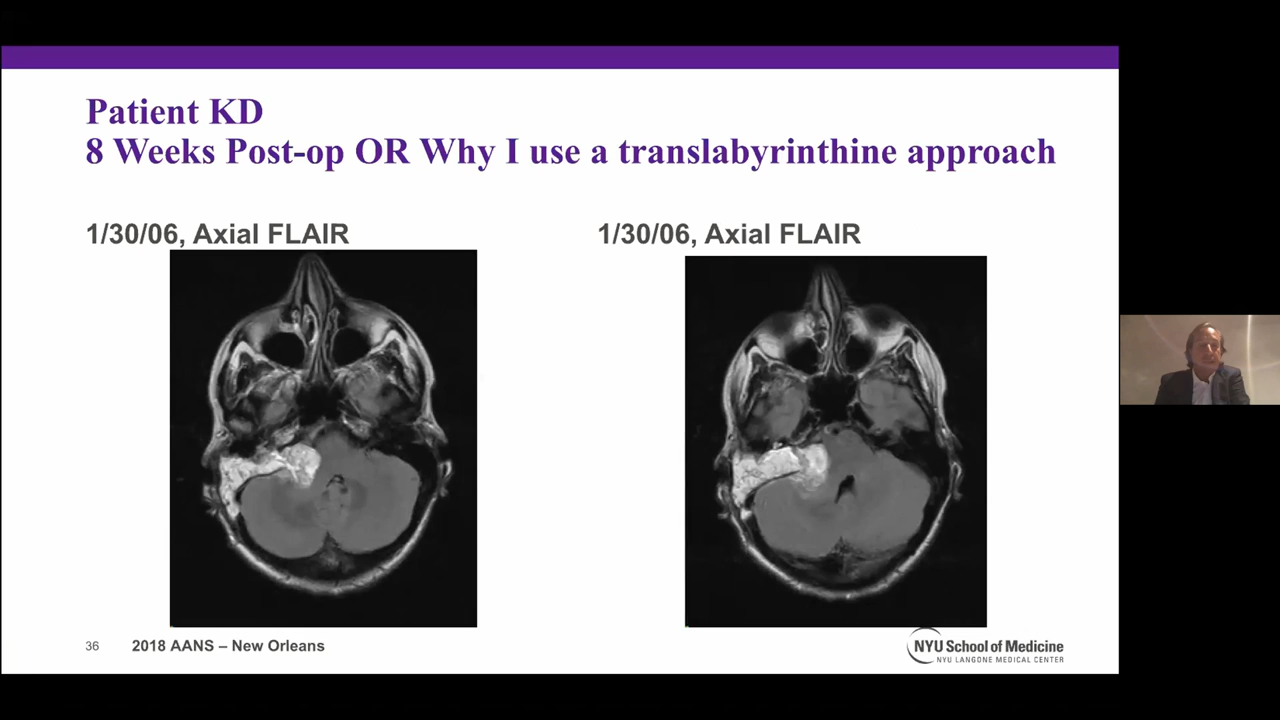 Patient KD
8 Weeks Post-op OR Why I use a translabyrinthine approach
1/30/06, Axial FLAIR
1/30/06, Axial FLAIR
36
2018 AANS – New Orleans
NYU School of Medicine
NYU LANGONE MEDICAL CENTER